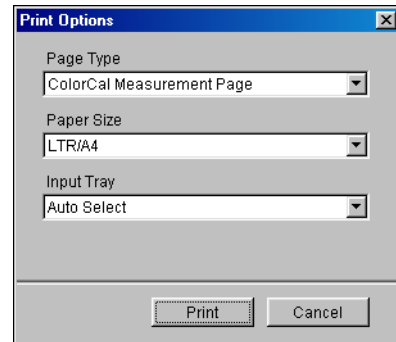 Print Options
Page Type
ColorCal Measurement Page
Paper Size
LTR/A4
Input Tray
Auto Select
Print Cancel